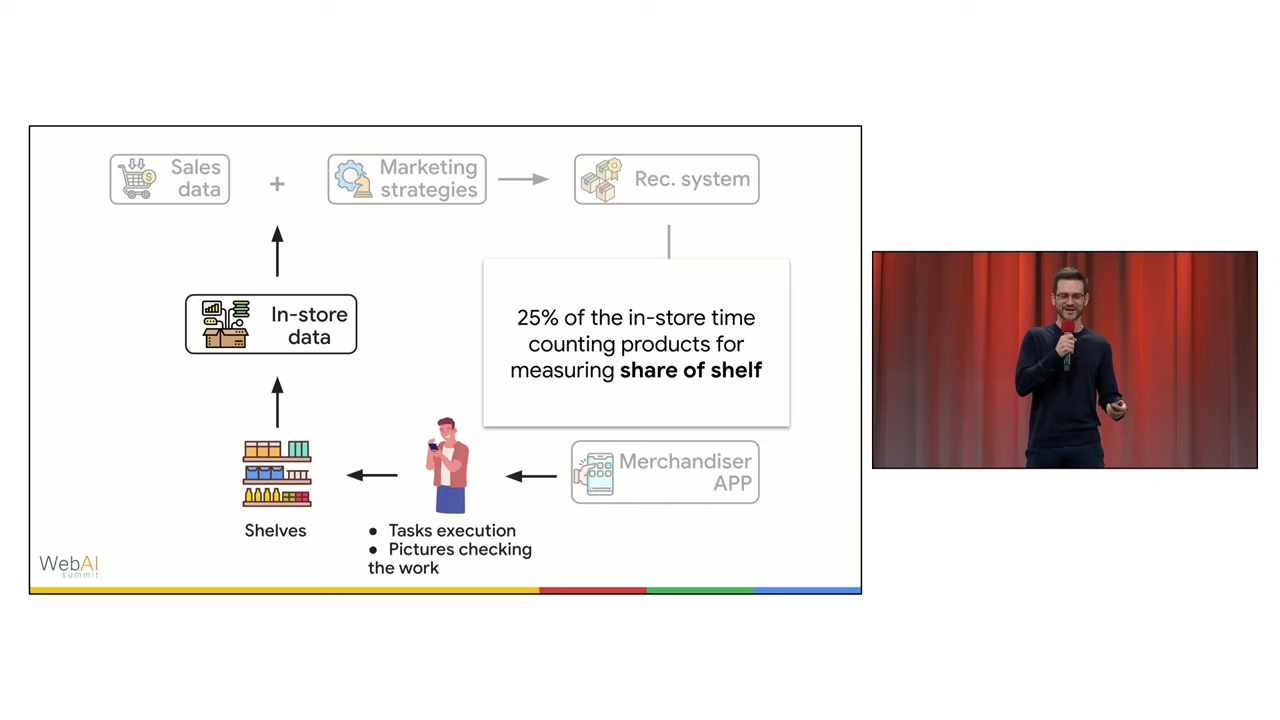 Sales
data
+
Marketing
strategies
Rec. system
In-store
data
25% of the in-store time
counting products for
measuring share of shelf
Merchandiser
APP
Shelves
● Tasks execution
● Pictures checking
the work
WebAI
summit